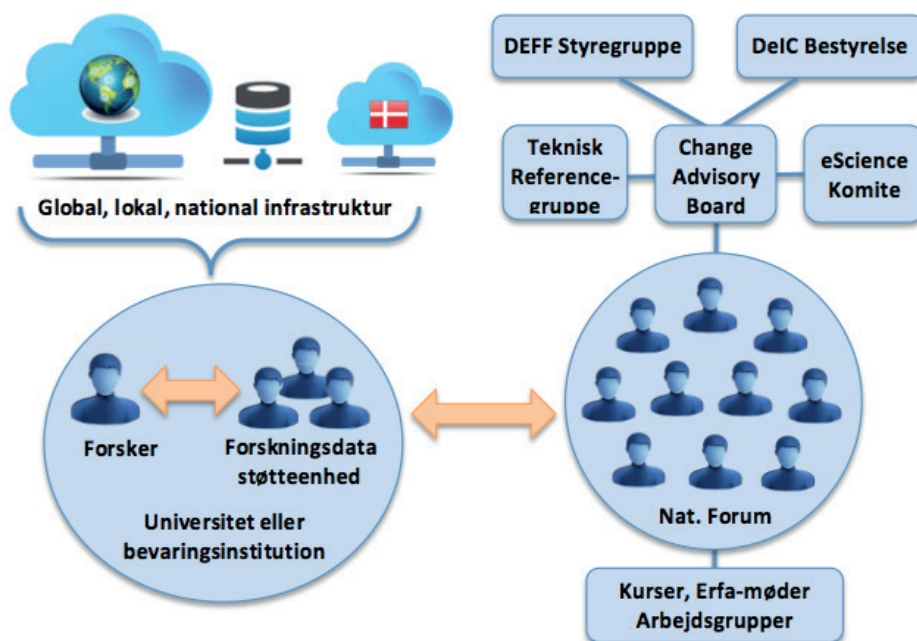 DEFF Styregruppe
DeIC Bestyrelse
Teknisk
Reference-
gruppe
Change
Advisory
Board
eScience
Komite
Global, lokal, national infrastruktur
Forsker
Forskningsdata
støtteenhed
Universitet eller
bevaringsinstitution
Nat. Forum
Kurser, Erfa-møder
Arbejdsgrupper